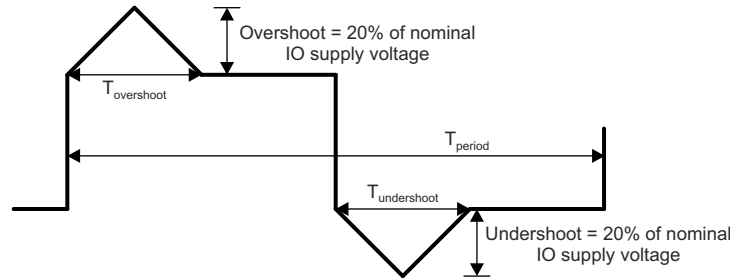 Overshoot = 20% of nominal
IO supply voltage
Tovershoot
Tperiod
Tundershoot
Undershoot = 20% of nominal
IO supply voltage